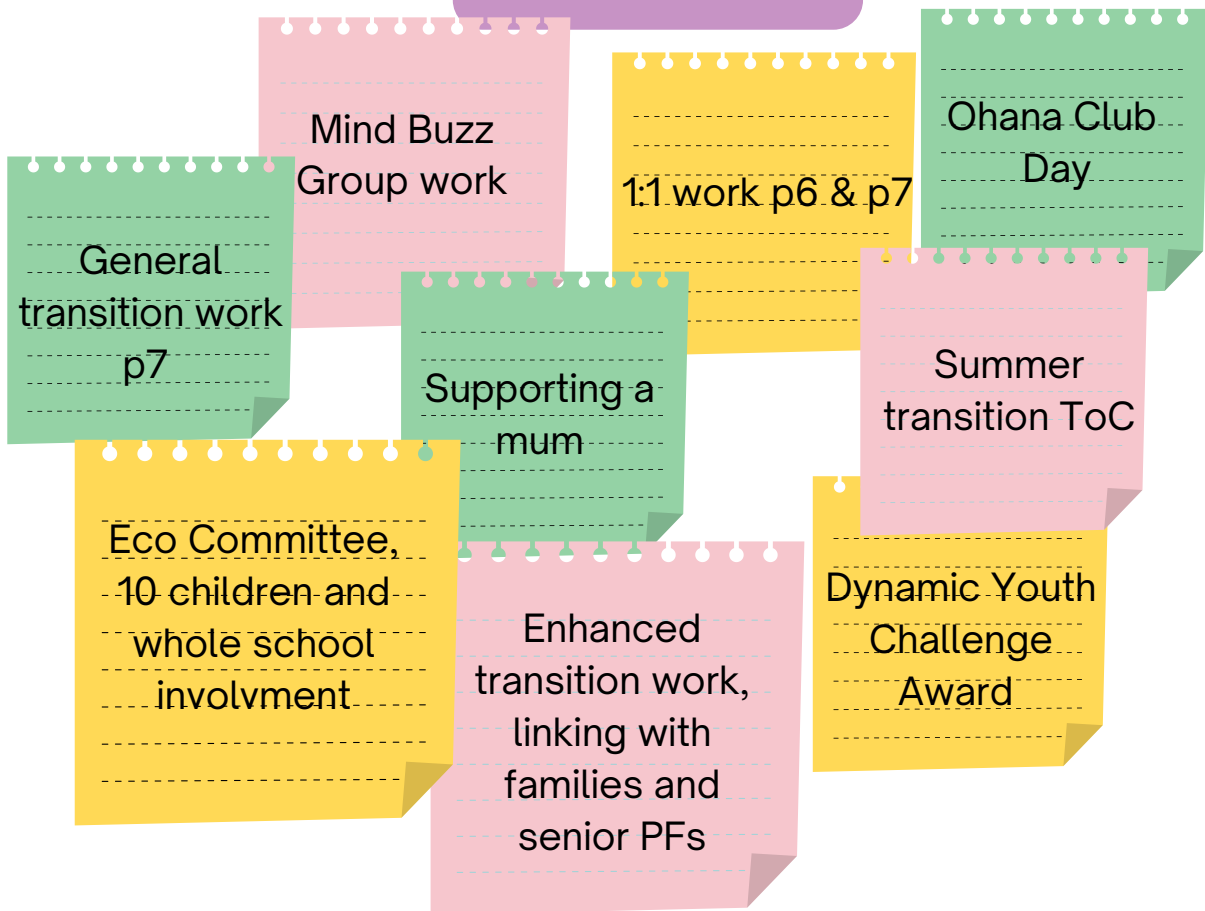 Mind Buzz
Group work
1:1 work p6 & p7
Ohana Club
Day
General
transition work
p7
Supporting a
mum
Summer
transition ToC
Eco Committee,
10 children and
whole school
involvment
Enhanced
transition work,
linking with
families and
senior PFs
Dynamic Youth
Challenge
Award